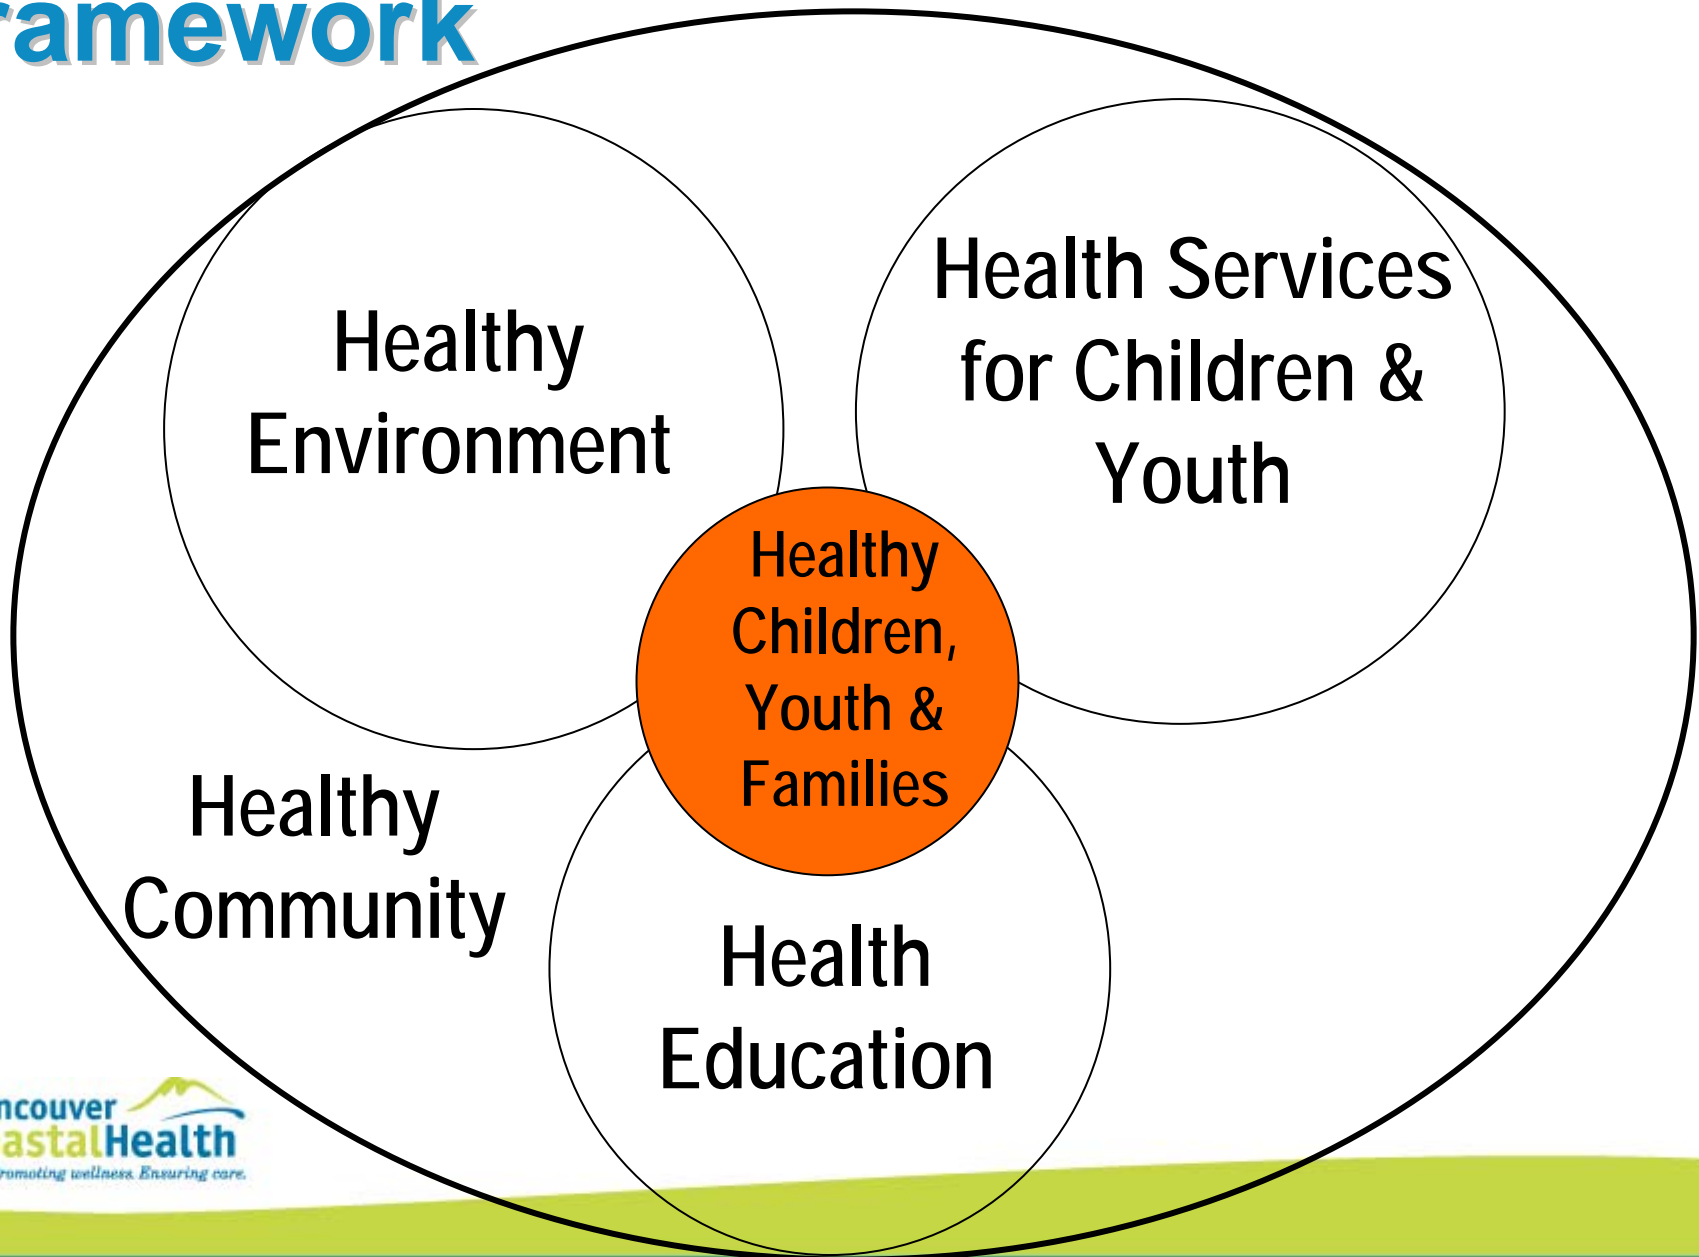 ramework
Healthy
Environment
Health Services
for Children &
Youth
Healthy
Children,
Youth &
Families
Healthy
Community
Health
Education
ncouver
astalHealth
romoting wellness. Ensuring care.